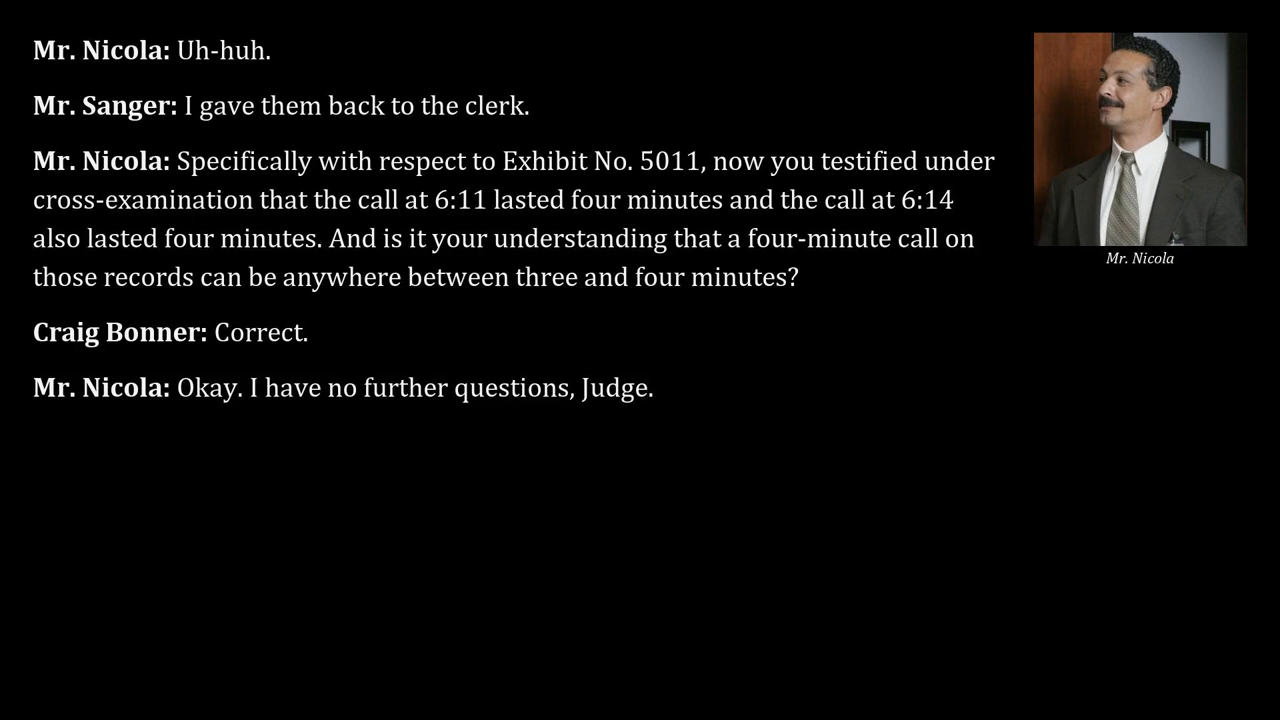 Mr. Nicola: Uh-huh.
Mr. Sanger: I gave them back to the clerk.
Mr. Nicola: Specifically with respect to Exhibit No. 5011, now you testified under
cross-examination that the call at 6:11 lasted four minutes and the call at 6:14
also lasted four minutes. And is it your understanding that a four-minute call on
those records can be anywhere between three and four minutes?
Craig Bonner: Correct.
Mr. Nicola: Okay. I have no further questions, Judge.
Mr. Nicola